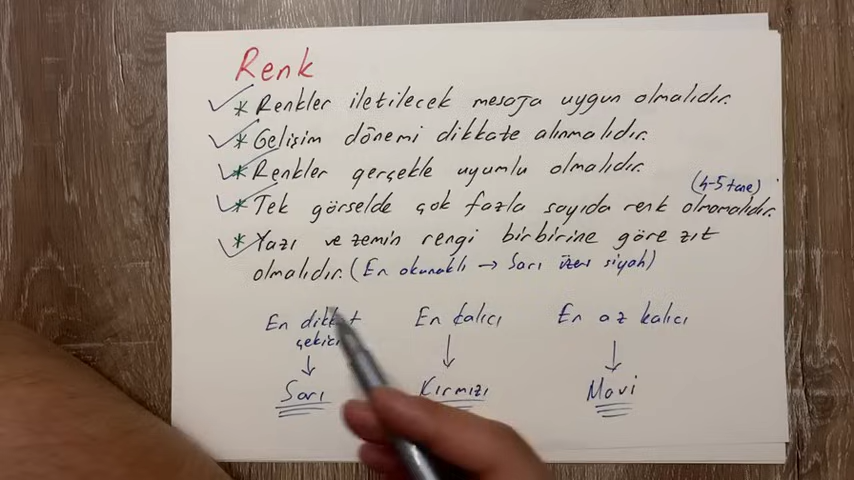 Renk
* Renkler iletilecek mesaja uygun olmalıdır.
* Gelişim dönemi dikkate alınmalıdır.
* Renkler gerçekle uyumlu olmalıdır.
(4-5 tane)
* Tek görselde çok fazla sayıda renk olmamalıdır.
* Yazı ve zemin rengi birbirine göre zıt
olmalıdır. (En okunaklı → Sarı üzeri siyah)
En dikkat çekici En kalıcı En az kalıcı
↓ ↓ ↓
Sarı Kırmızı Mavi